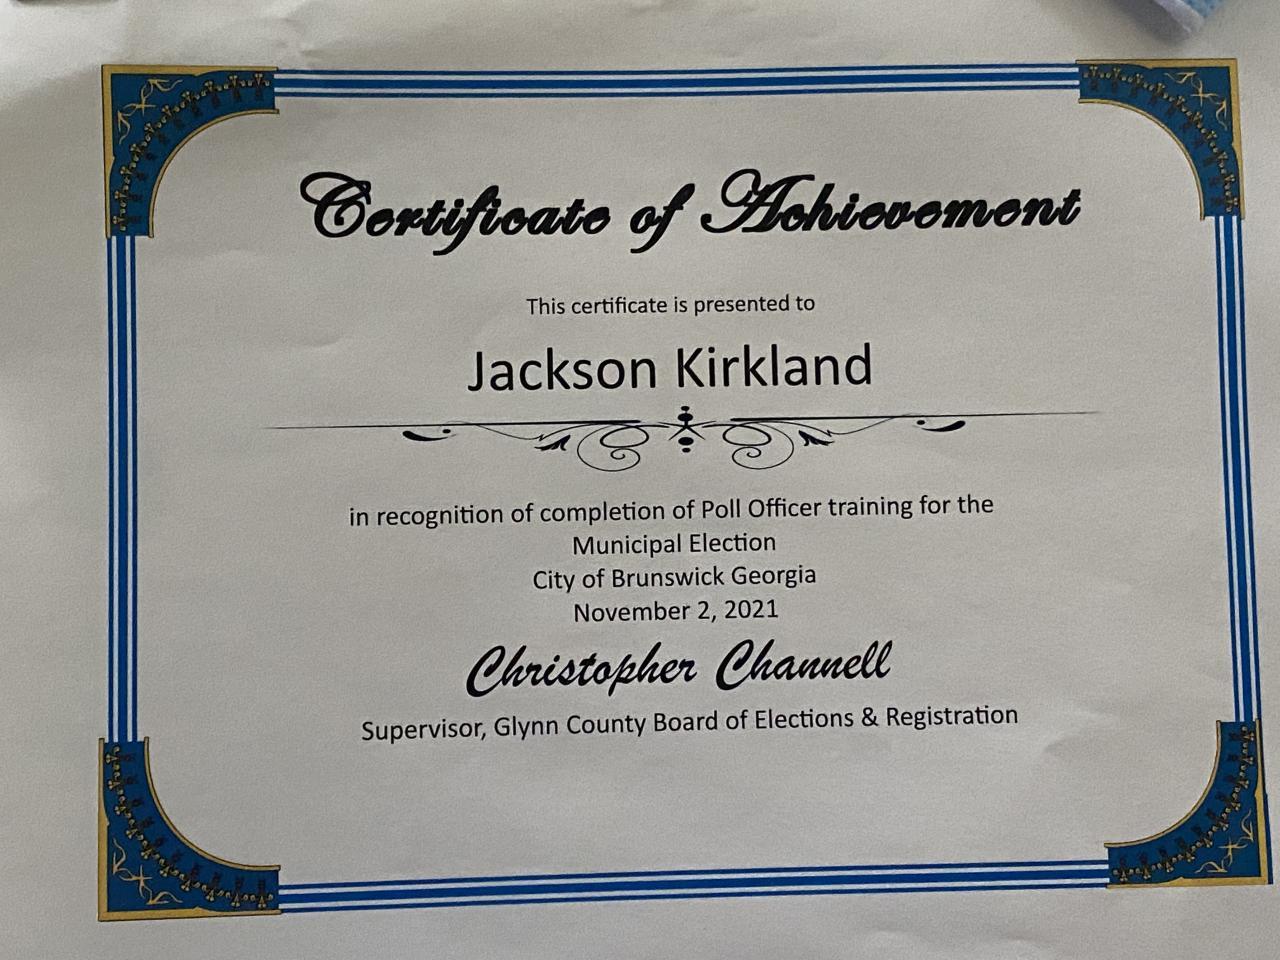 Certificate of Achievement
This certificate is presented to
Jackson Kirkland
in recognition of completion of Poll Officer training for the
Municipal Election
City of Brunswick Georgia
November 2, 2021
Christopher Channell
Supervisor, Glynn County Board of Elections & Registration